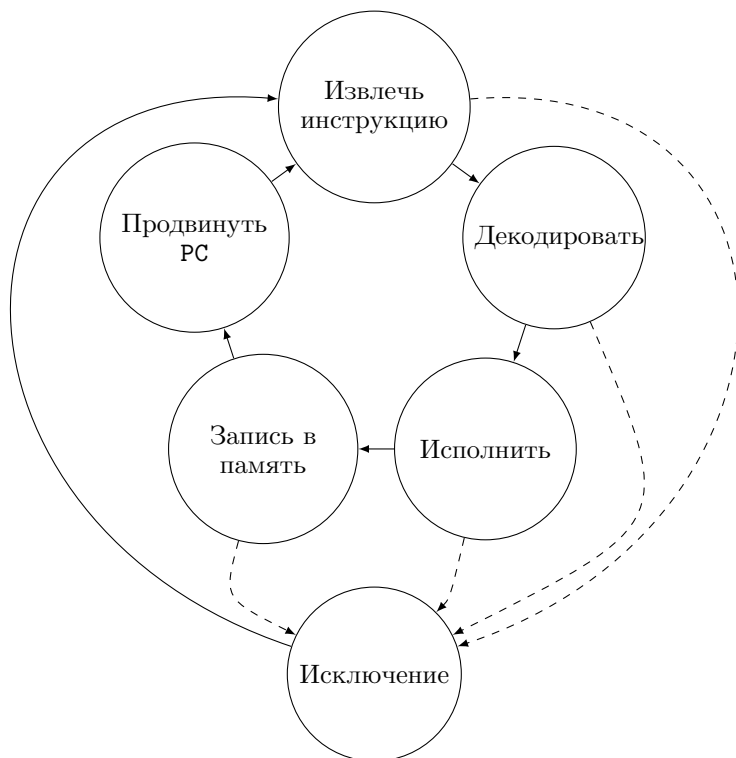 Извлечь
инструкцию
Продвинуть
PC
Декодировать
Запись в
память
Исполнить
Исключение